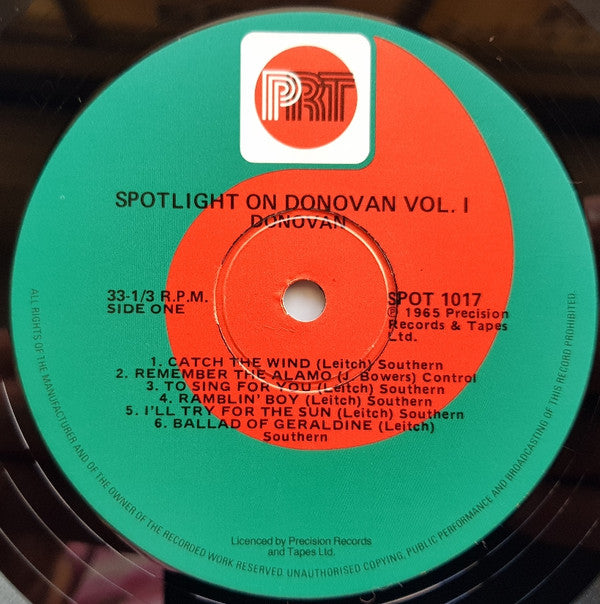 PRT
SPOTLIGHT ON DONOVAN VOL. I
DONOVAN
33-1/3 R.P.M.
SIDE ONE
SPOT 1017
℗ 1965 Precision
Records & Tapes
Ltd.
1. CATCH THE WIND (Leitch) Southern
2. REMEMBER THE ALAMO (J. Bowers) Control
3. TO SING FOR YOU (Leitch) Southern
4. RAMBLIN' BOY (Leitch) Southern
5. I'LL TRY FOR THE SUN (Leitch) Southern
6. BALLAD OF GERALDINE (Leitch)
Southern
Licenced by Precision Records
and Tapes Ltd.
ALL RIGHTS OF THE MANUFACTURER AND OF THE OWNER OF THE RECORDED WORK RESERVED. UNAUTHORISED COPYING, PUBLIC PERFORMANCE AND BROADCASTING OF THIS RECORD PROHIBITED.